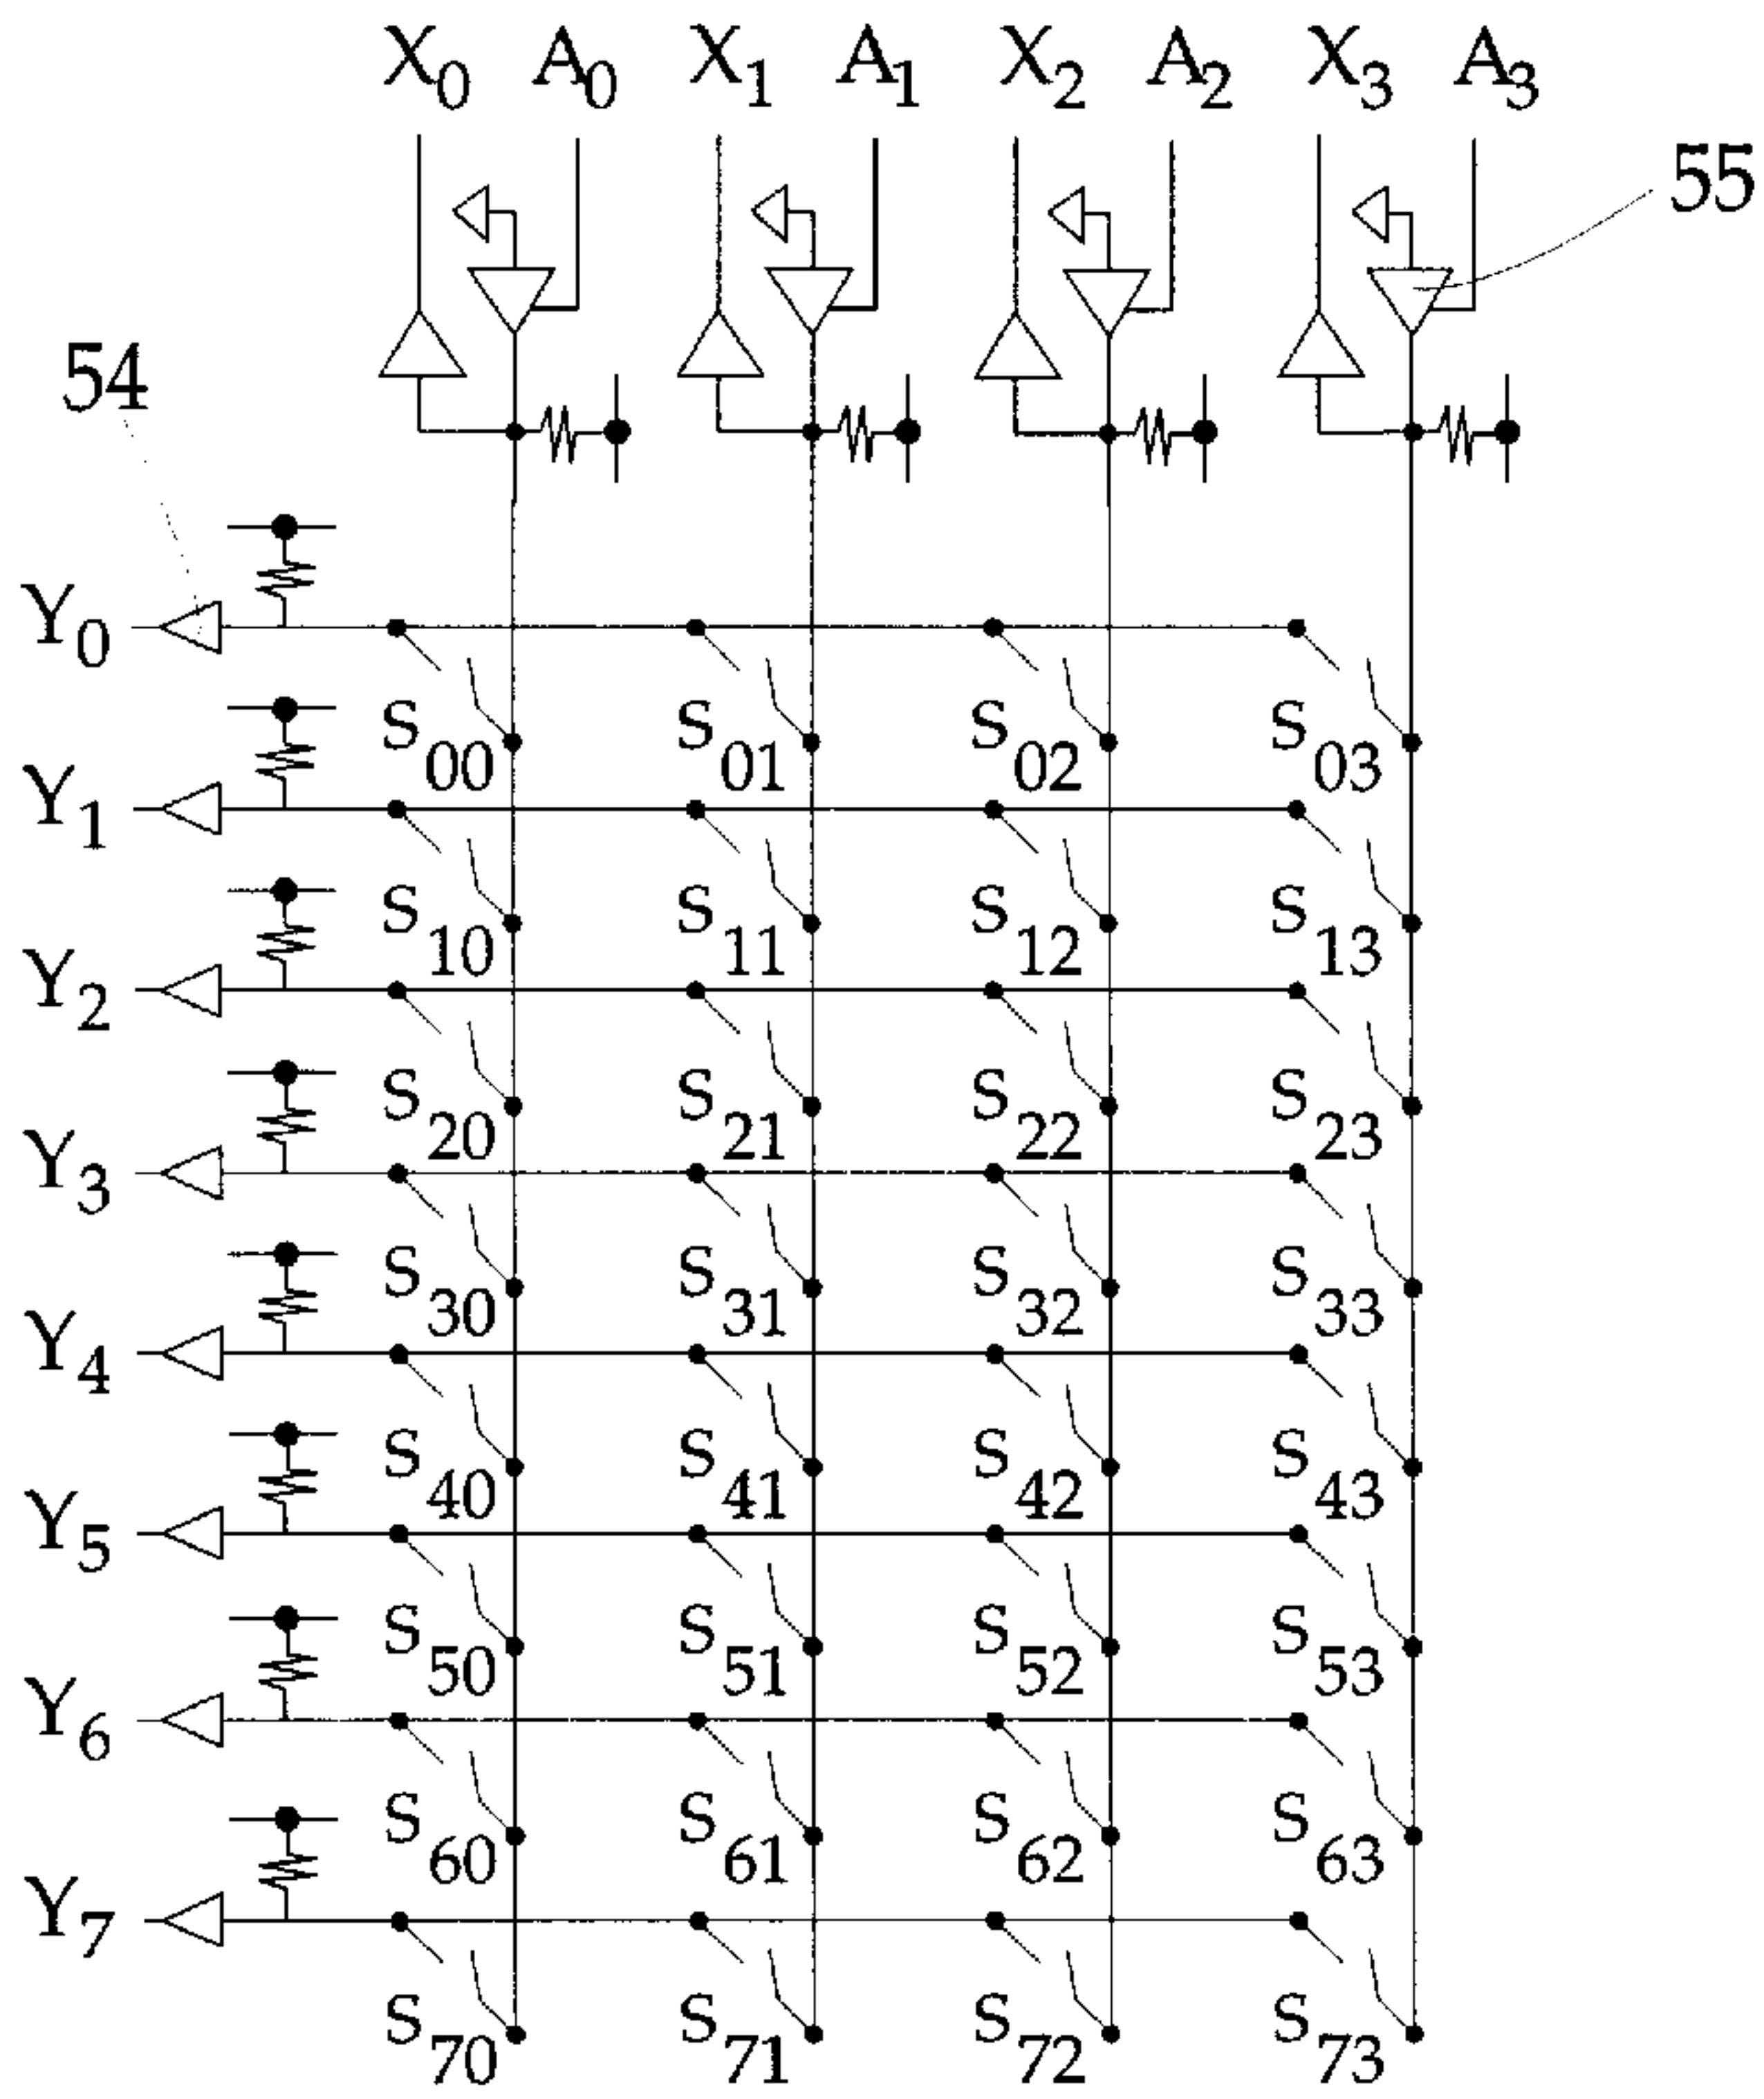 X0 A0 X1 A1 X2 A2 X3 A3
55
54
Y0
S00 S01 S02 S03
Y1
S10 S11 S12 S13
Y2
S20 S21 S22 S23
Y3
S30 S31 S32 S33
Y4
S40 S41 S42 S43
Y5
S50 S51 S52 S53
Y6
S60 S61 S62 S63
Y7
S70 S71 S72 S73